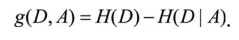 g(D, A) = H(D) − H(D | A).